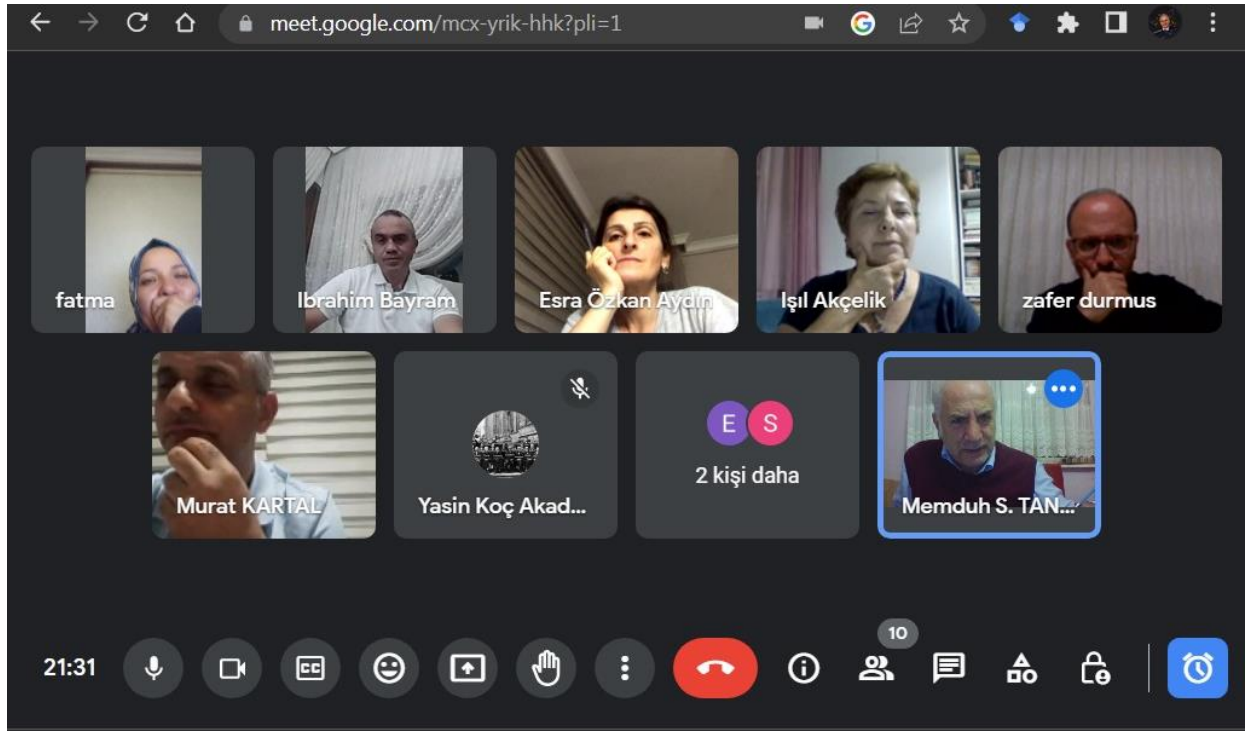 meet.google.com/mcx-yrik-hhk?pli=1
G
fatma
Ibrahim Bayram
Esra Özkan Aydın
Işıl Akçelik
zafer durmus
Murat KARTAL
Yasin Koç Akad...
E S
2 kişi daha
Memduh S. TAN...
10
21:31
CC